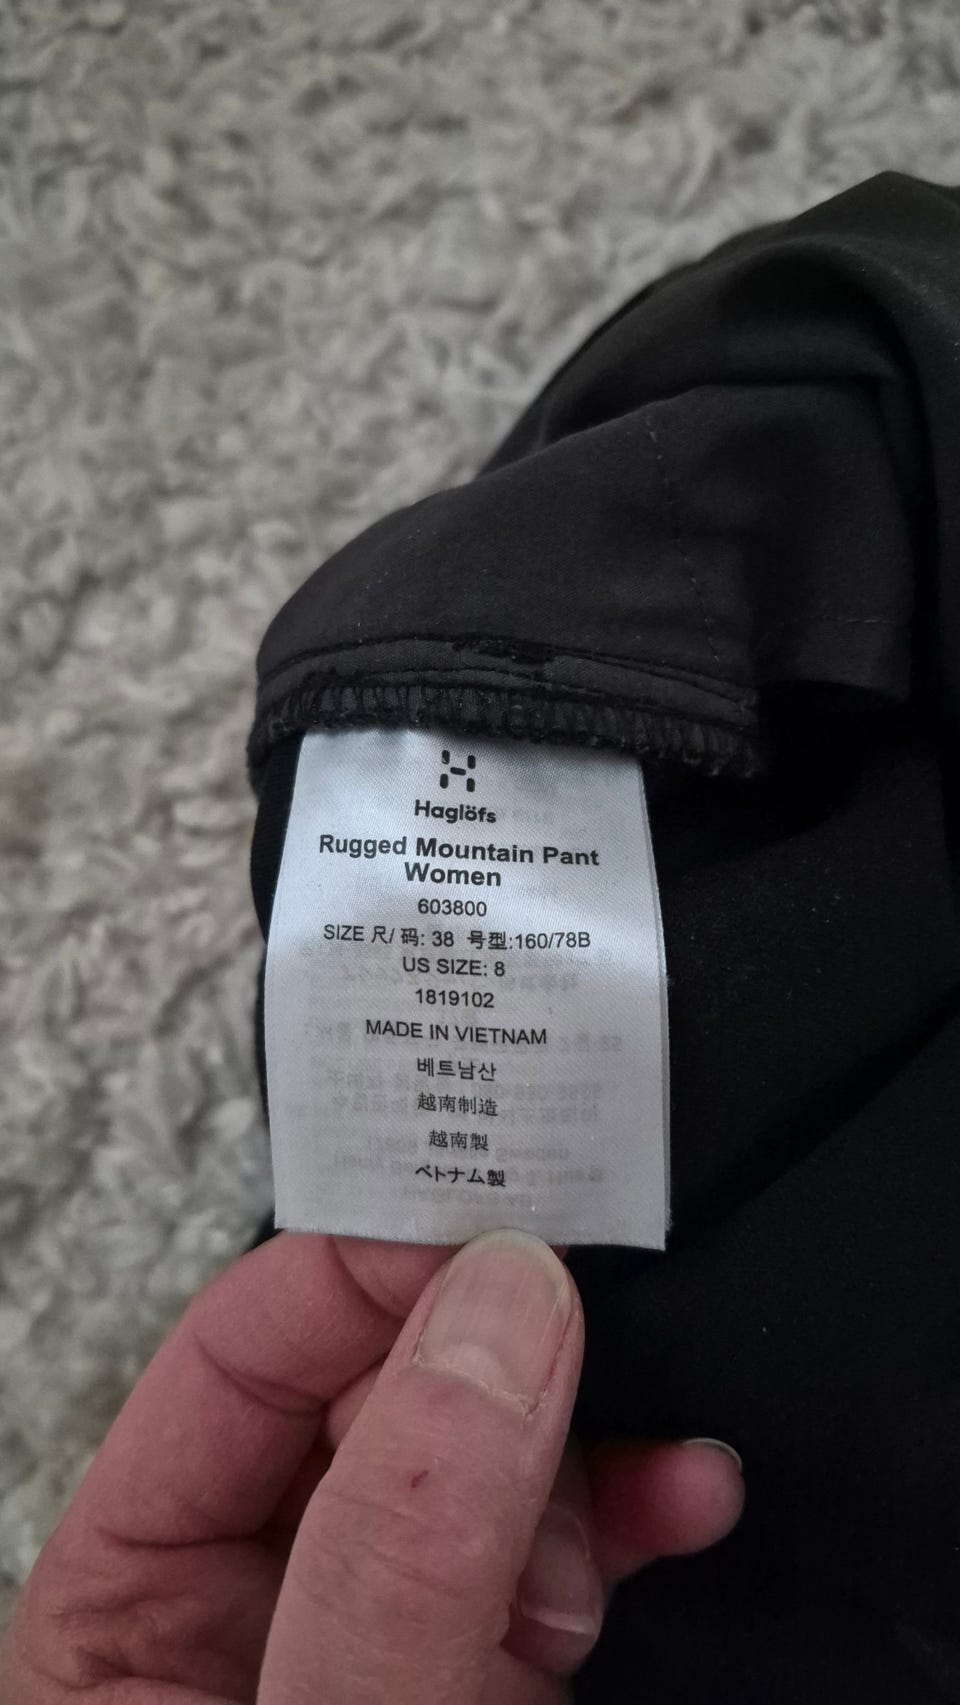 Haglöfs
Rugged Mountain Pant
Women
603800
SIZE 尺/ 码: 38 号型:160/78B
US SIZE: 8
1819102
MADE IN VIETNAM
베트남산
越南制造
越南製
ベトナム製